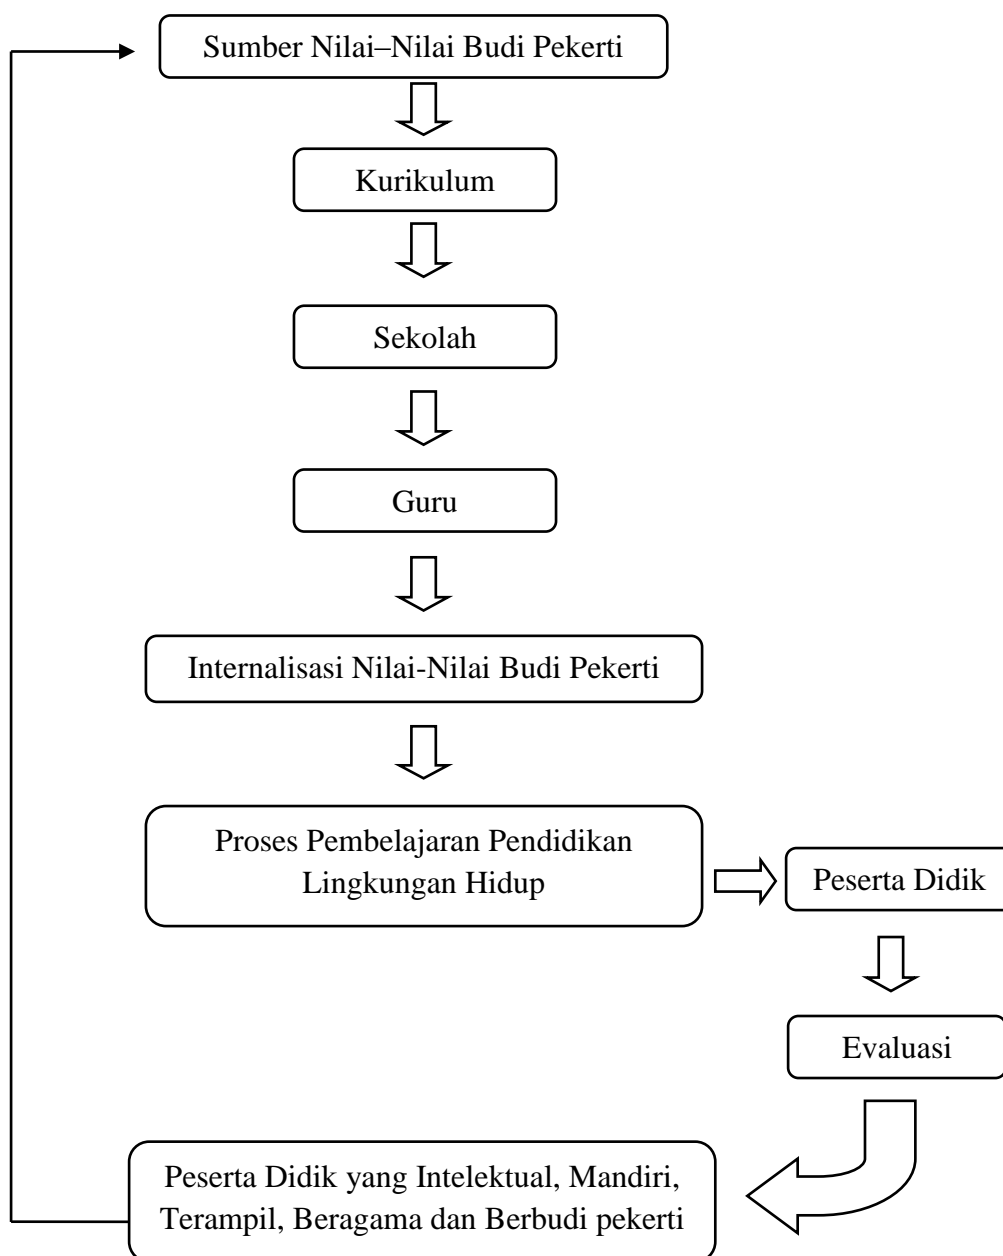 Sumber Nilai–Nilai Budi Pekerti
Kurikulum
Sekolah
Guru
Internalisasi Nilai-Nilai Budi Pekerti
Proses Pembelajaran Pendidikan
Lingkungan Hidup
Peserta Didik
Evaluasi
Peserta Didik yang Intelektual, Mandiri,
Terampil, Beragama dan Berbudi pekerti